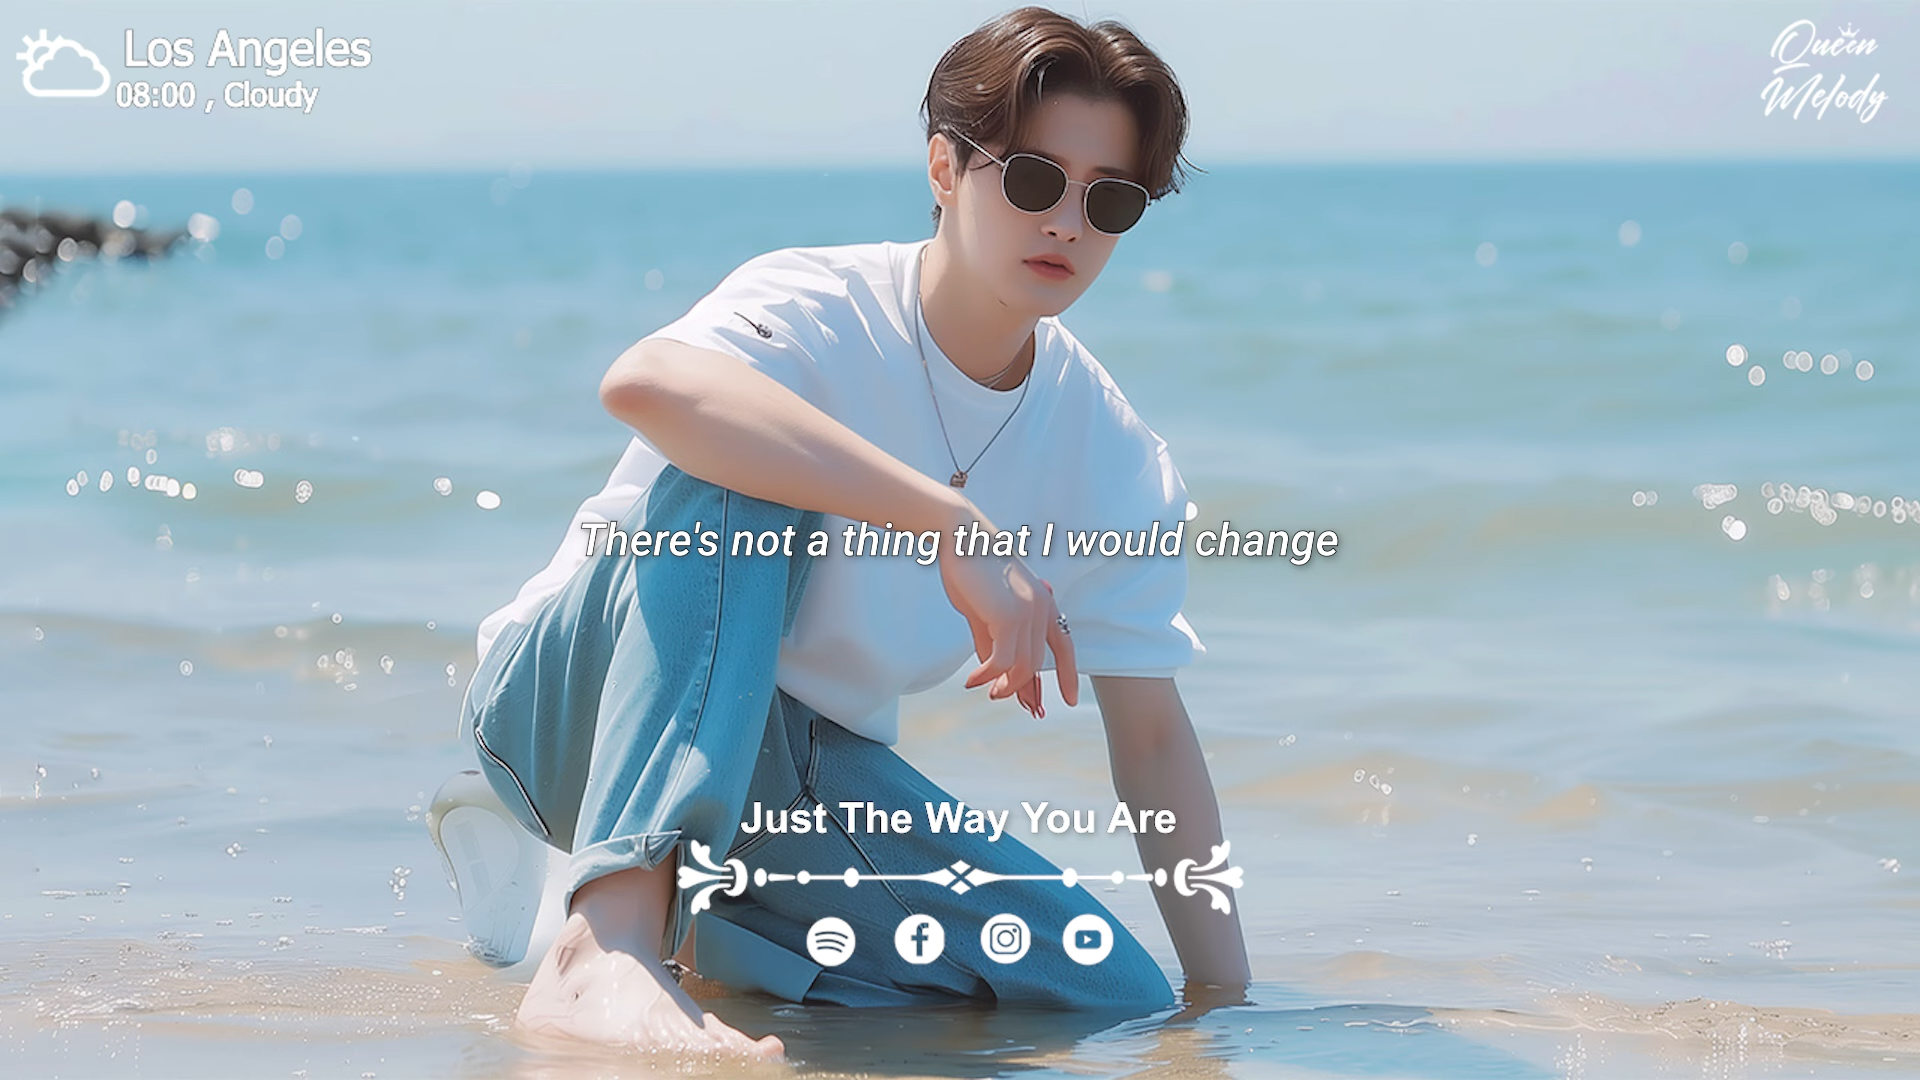 Los Angeles
08:00 , Cloudy
Queen
Melody
There's not a thing that I would change
Just The Way You Are